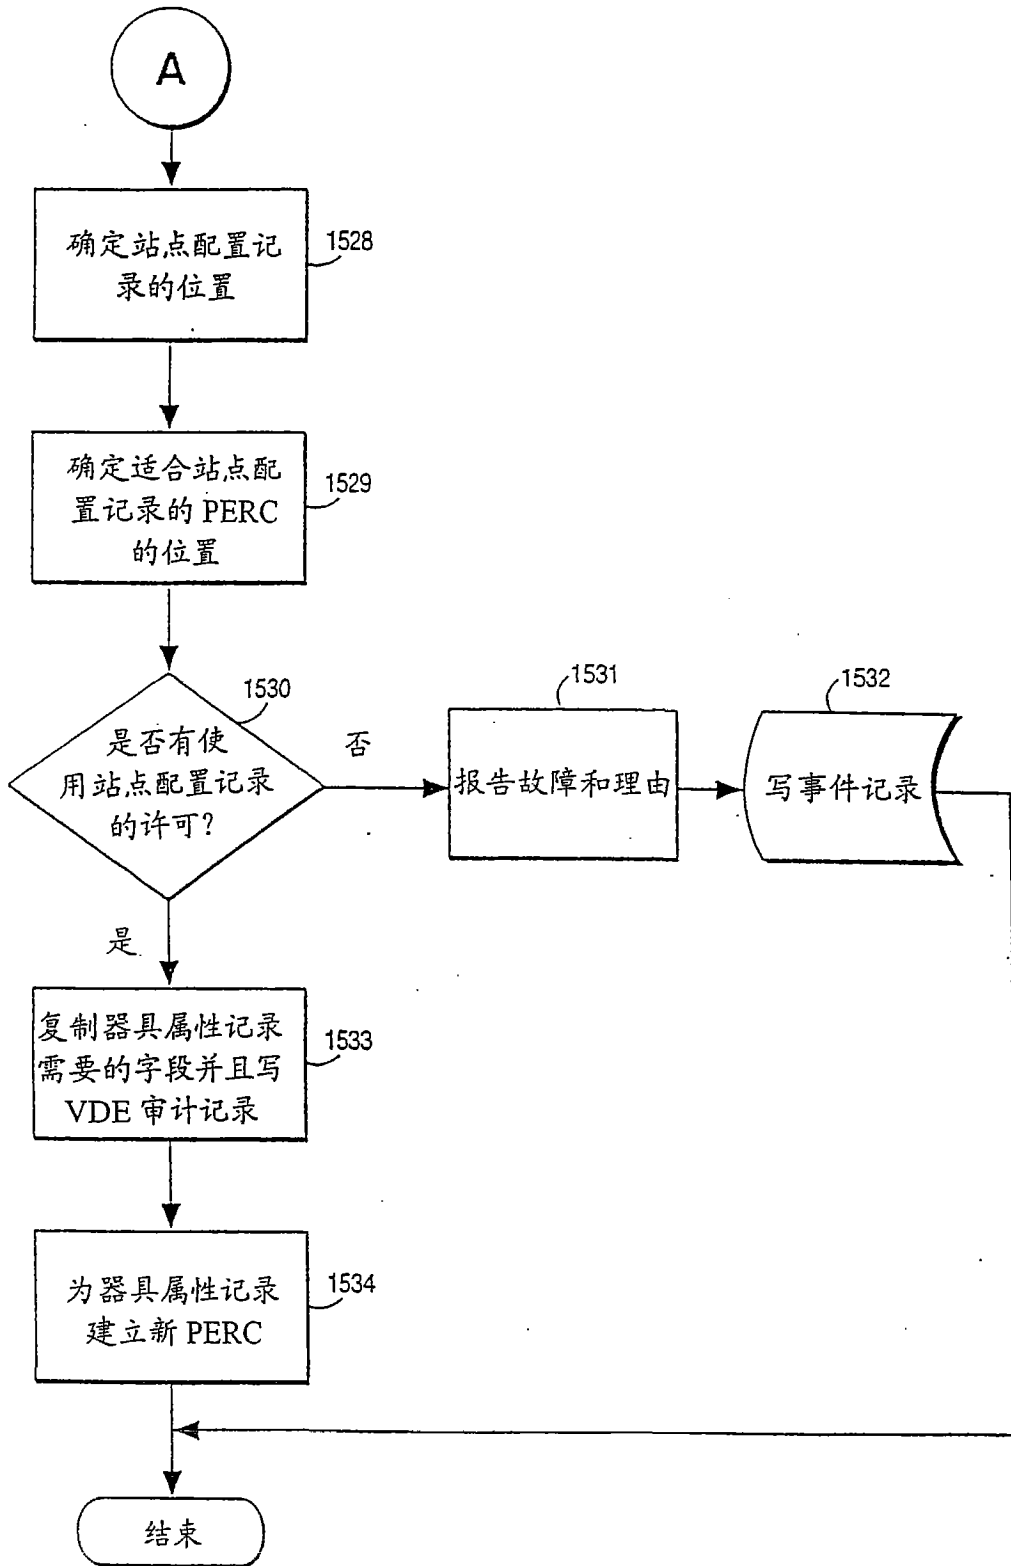 A
确定站点配置记
录的位置
1528
确定适合站点配
置记录的 PERC
的位置
1529
1530
是否有使
用站点配置记录
的许可?
否
1531
报告故障和理由
1532
写事件记录
是
复制器具属性记录
需要的字段并且写
VDE 审计记录
1533
为器具属性记录
建立新 PERC
1534
结束